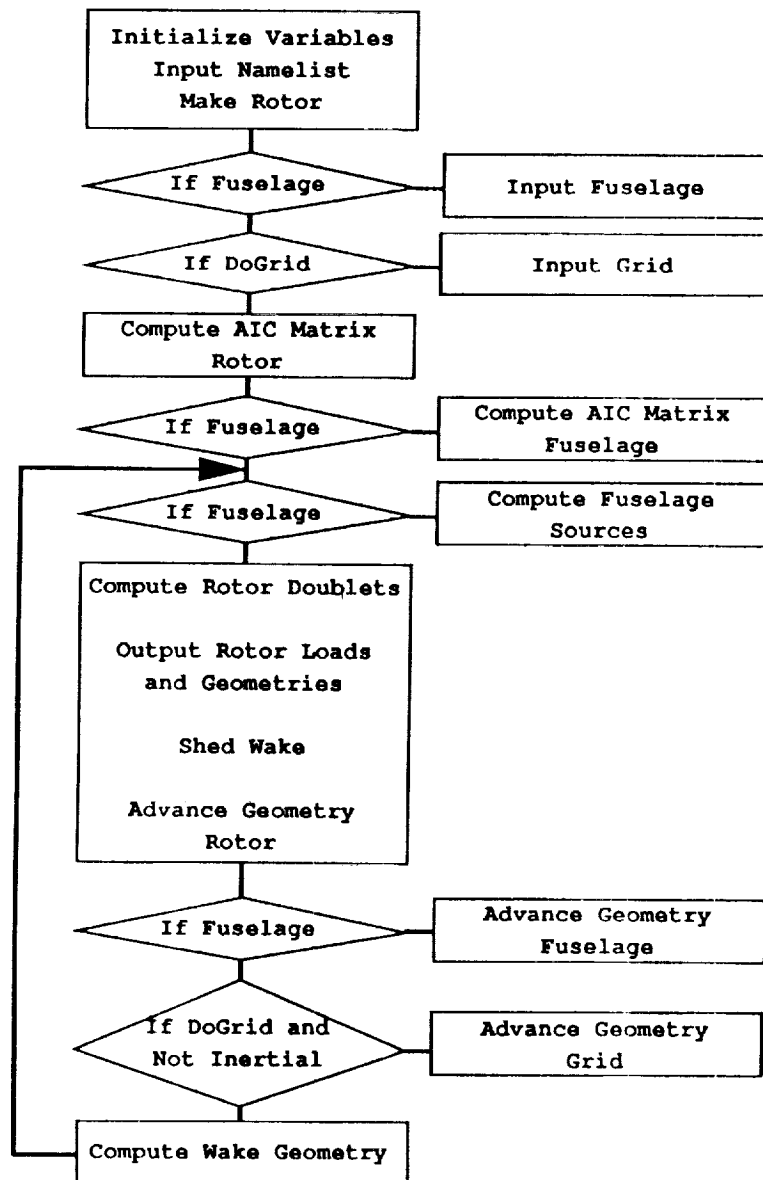 Initialize Variables
Input Namelist
Make Rotor
If Fuselage
Input Fuselage
If DoGrid
Input Grid
Compute AIC Matrix
Rotor
If Fuselage
Compute AIC Matrix
Fuselage
If Fuselage
Compute Fuselage
Sources
Compute Rotor Doublets
Output Rotor Loads
and Geometries
Shed Wake
Advance Geometry
Rotor
If Fuselage
Advance Geometry
Fuselage
If DoGrid and
Not Inertial
Advance Geometry
Grid
Compute Wake Geometry